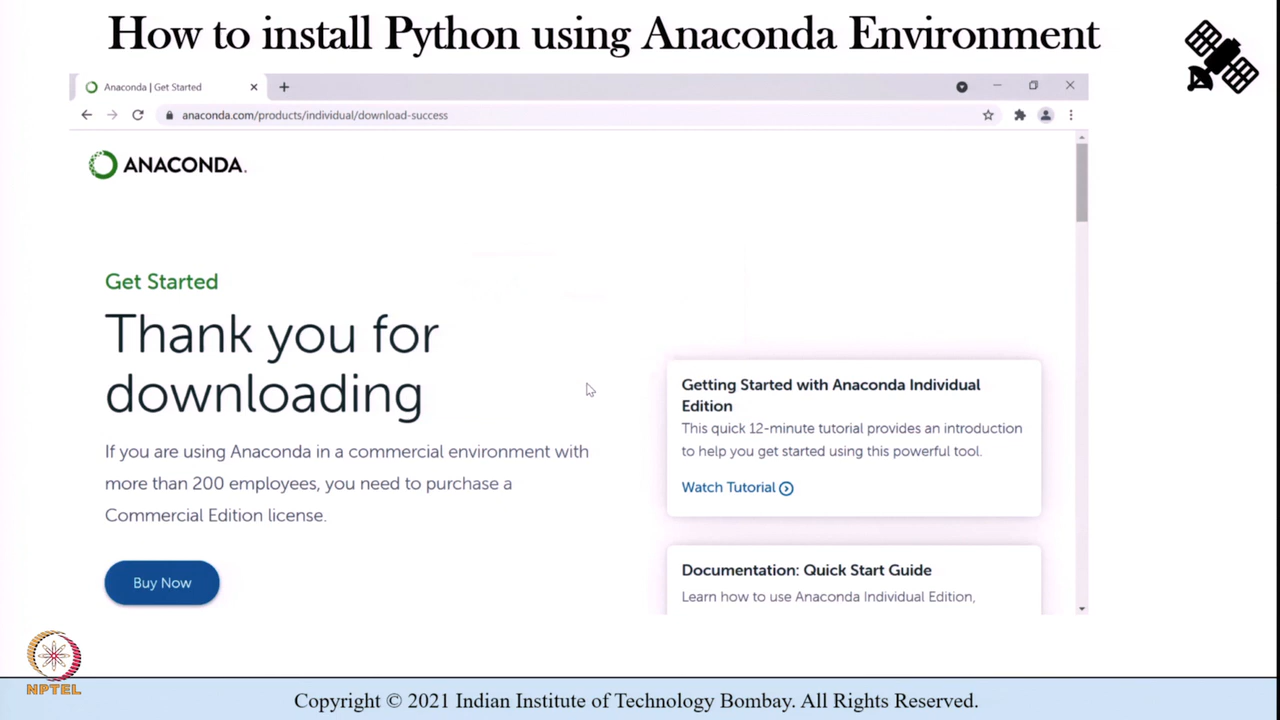 How to install Python using Anaconda Environment
Anaconda | Get Started
anaconda.com/products/individual/download-success
ANACONDA.
Get Started
Thank you for
downloading
If you are using Anaconda in a commercial environment with
more than 200 employees, you need to purchase a
Commercial Edition license.
Buy Now
Getting Started with Anaconda Individual
Edition
This quick 12-minute tutorial provides an introduction
to help you get started using this powerful tool.
Watch Tutorial
Documentation: Quick Start Guide
Learn how to use Anaconda Individual Edition,
NPTEL
Copyright © 2021 Indian Institute of Technology Bombay. All Rights Reserved.